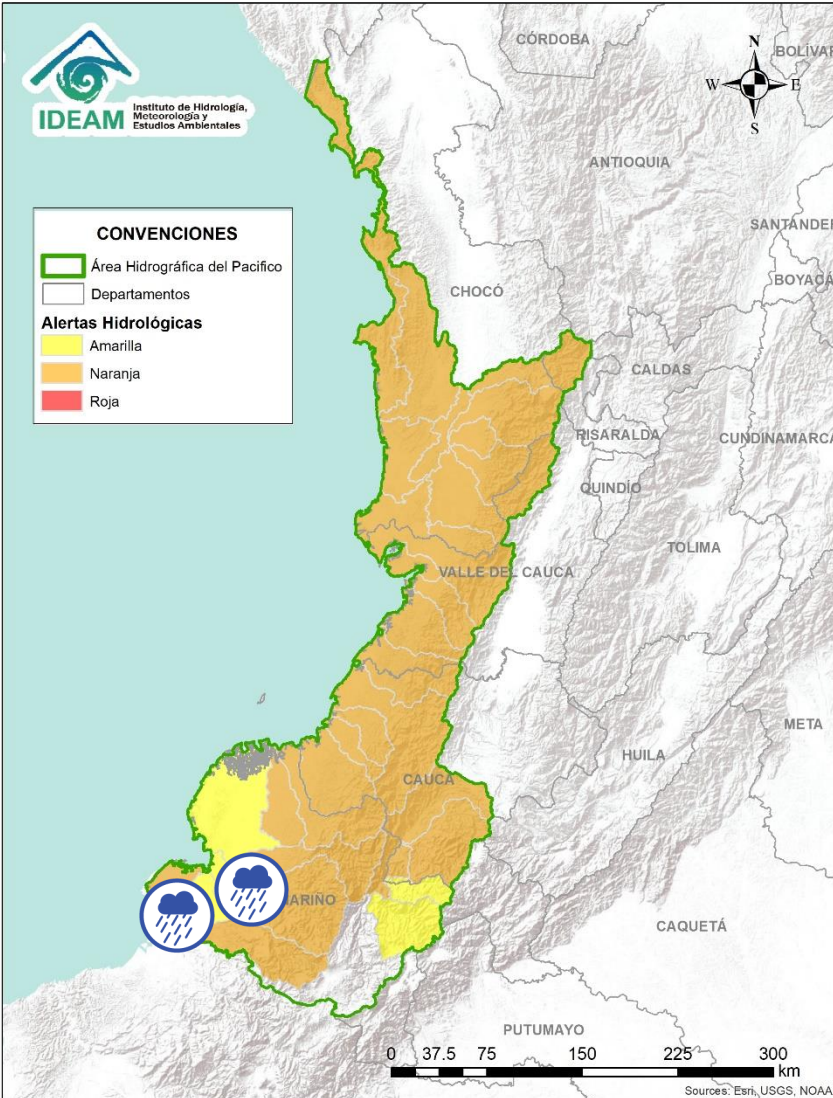 IDEAM
Instituto de Hidrología,
Meteorología y
Estudios Ambientales
N
W
E
S
CÓRDOBA
BOLÍVAR
ANTIOQUIA
SANTANDER
BOYACÁ
CONVENCIONES
Área Hidrográfica del Pacifico
Departamentos
Alertas Hidrológicas
Amarilla
Naranja
Roja
CHOCÓ
CALDAS
RISARALDA
CUNDINAMARCA
QUINDÍO
TOLIMA
VALLE DEL CAUCA
META
HUILA
CAUCA
ARIÑO
CAQUETÁ
PUTUMAYO
0 37.5 75 150 225 300
km
Sources: Esri, USGS, NOAA